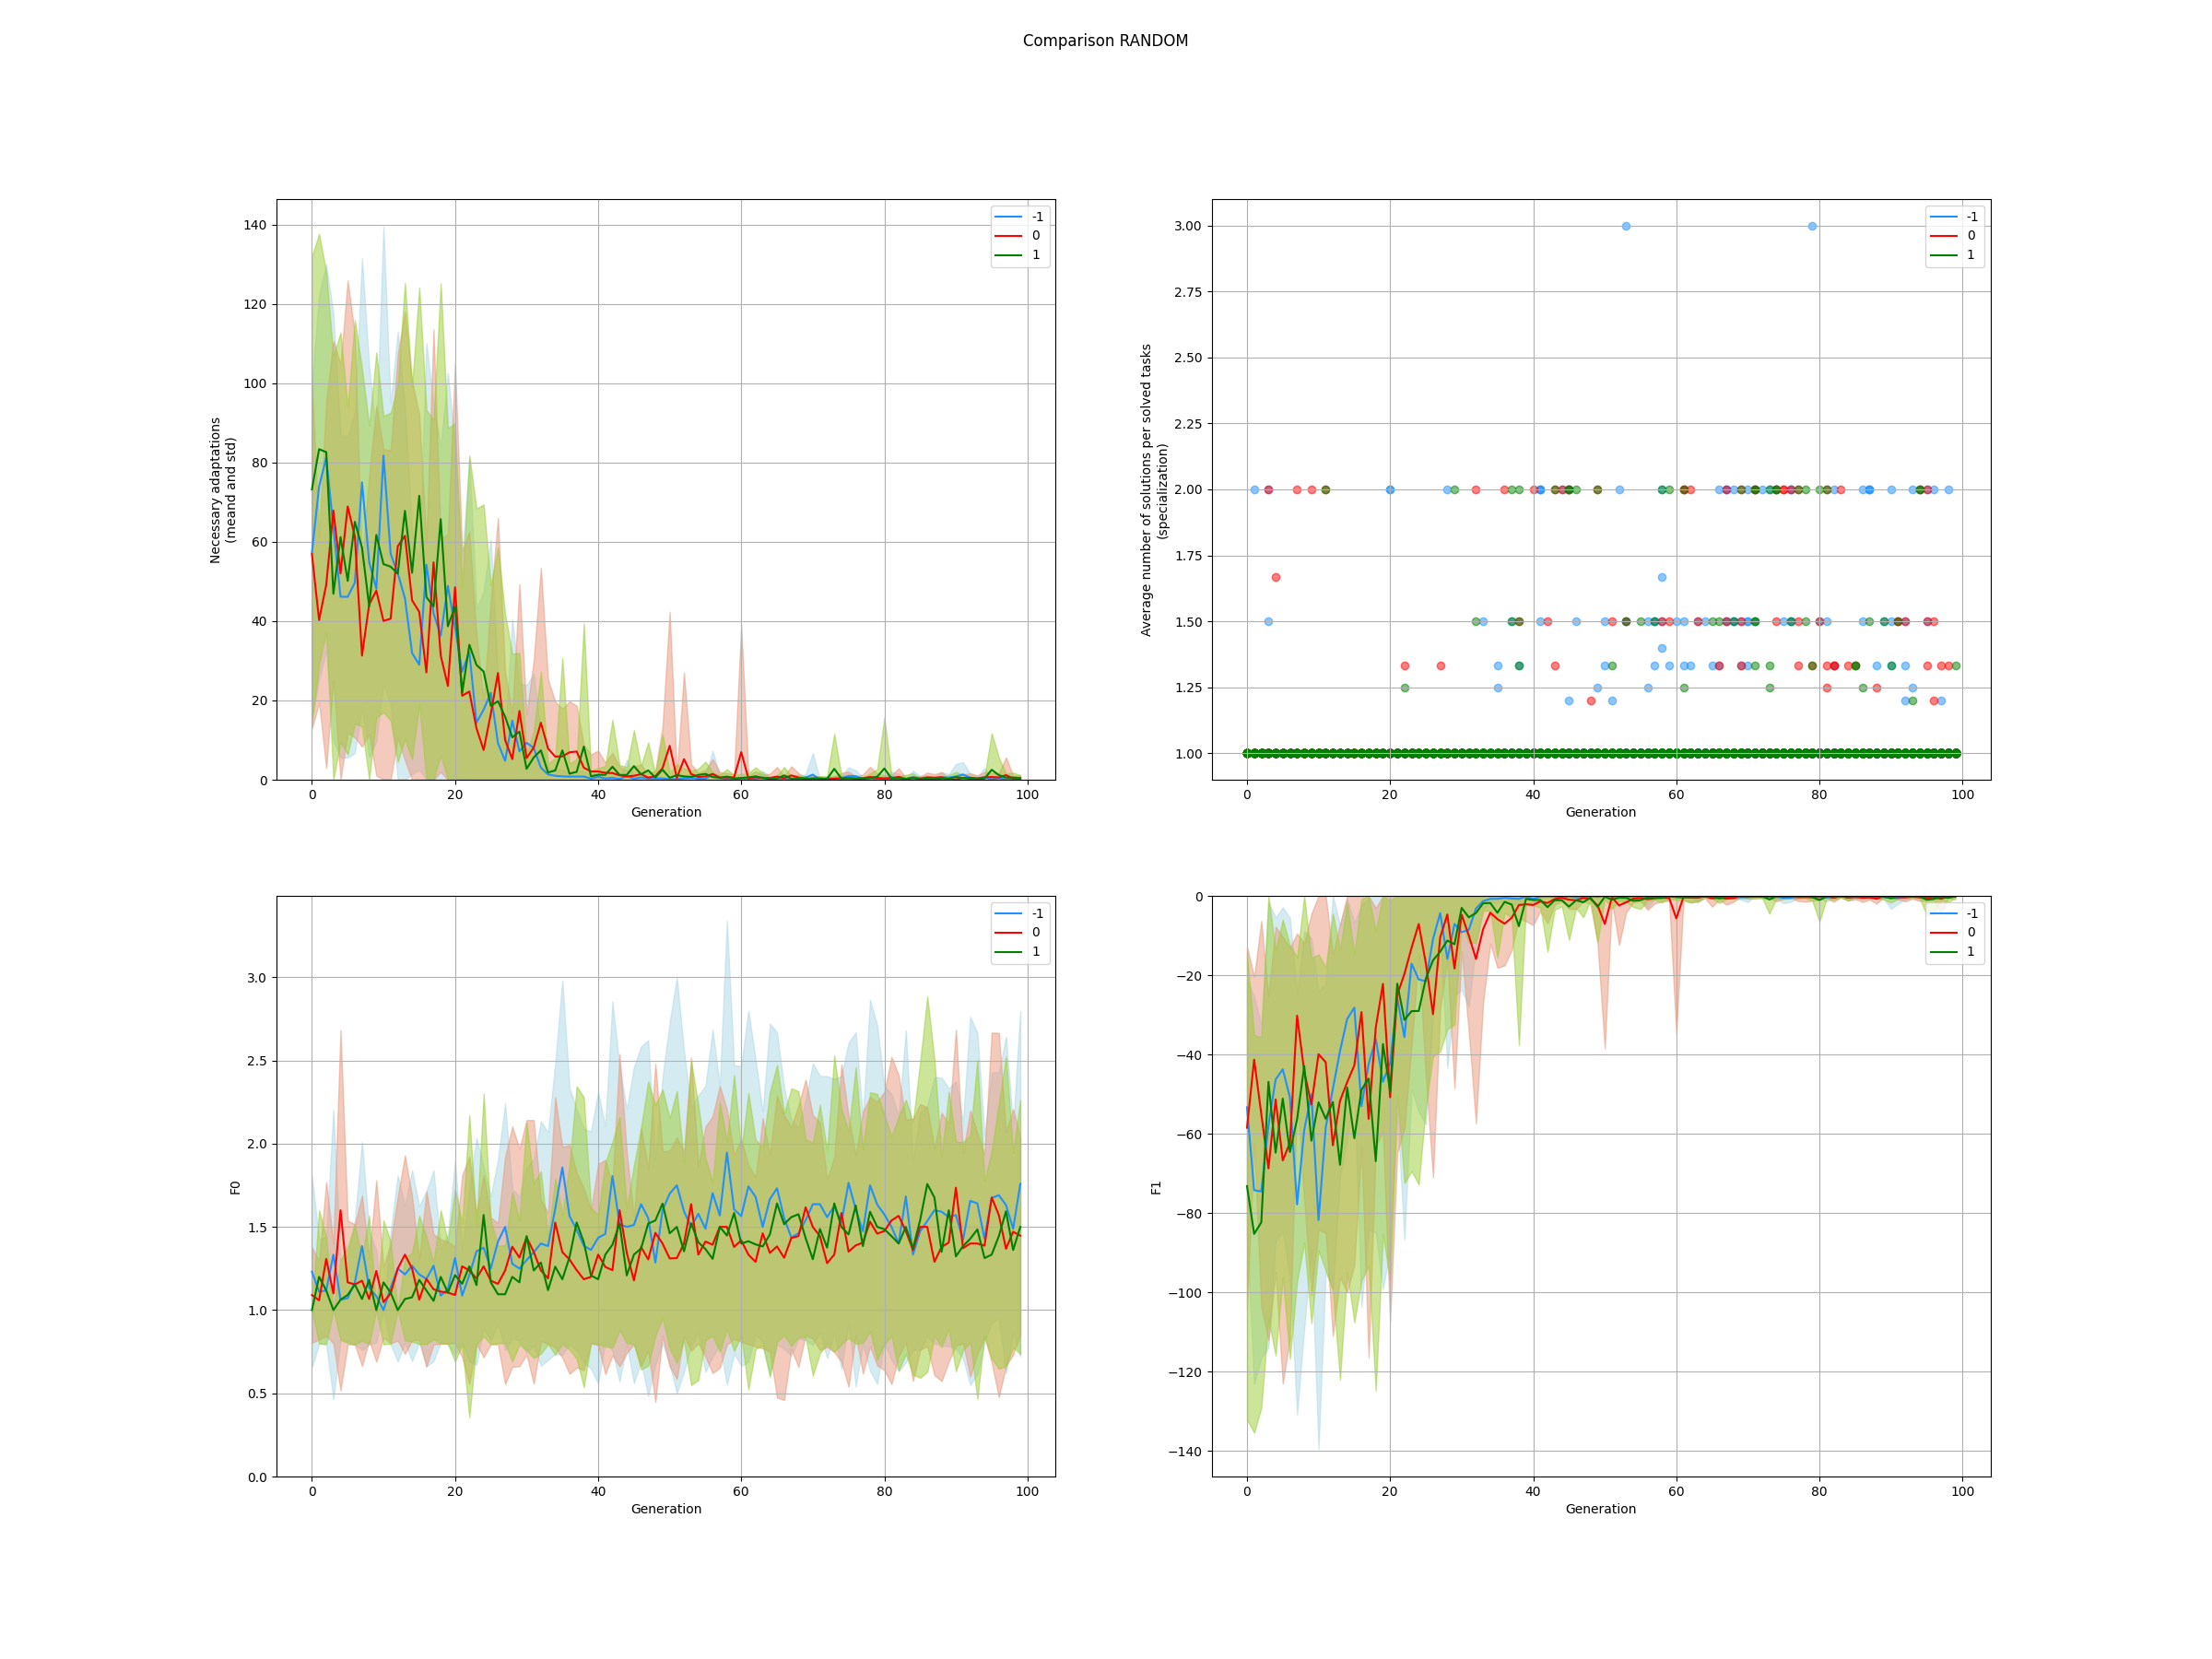 Comparison RANDOM
Necessary adaptations
(meand and std)
140
120
100
80
60
40
20
0
0 20 40 60 80 100
Generation
-1
0
1
Average number of solutions per solved tasks
(specialization)
3.00
2.75
2.50
2.25
2.00
1.75
1.50
1.25
1.00
0 20 40 60 80 100
Generation
-1
0
1
F0
3.0
2.5
2.0
1.5
1.0
0.5
0.0
0 20 40 60 80 100
Generation
-1
0
1
F1
0
−20
−40
−60
−80
−100
−120
−140
0 20 40 60 80 100
Generation
-1
0
1